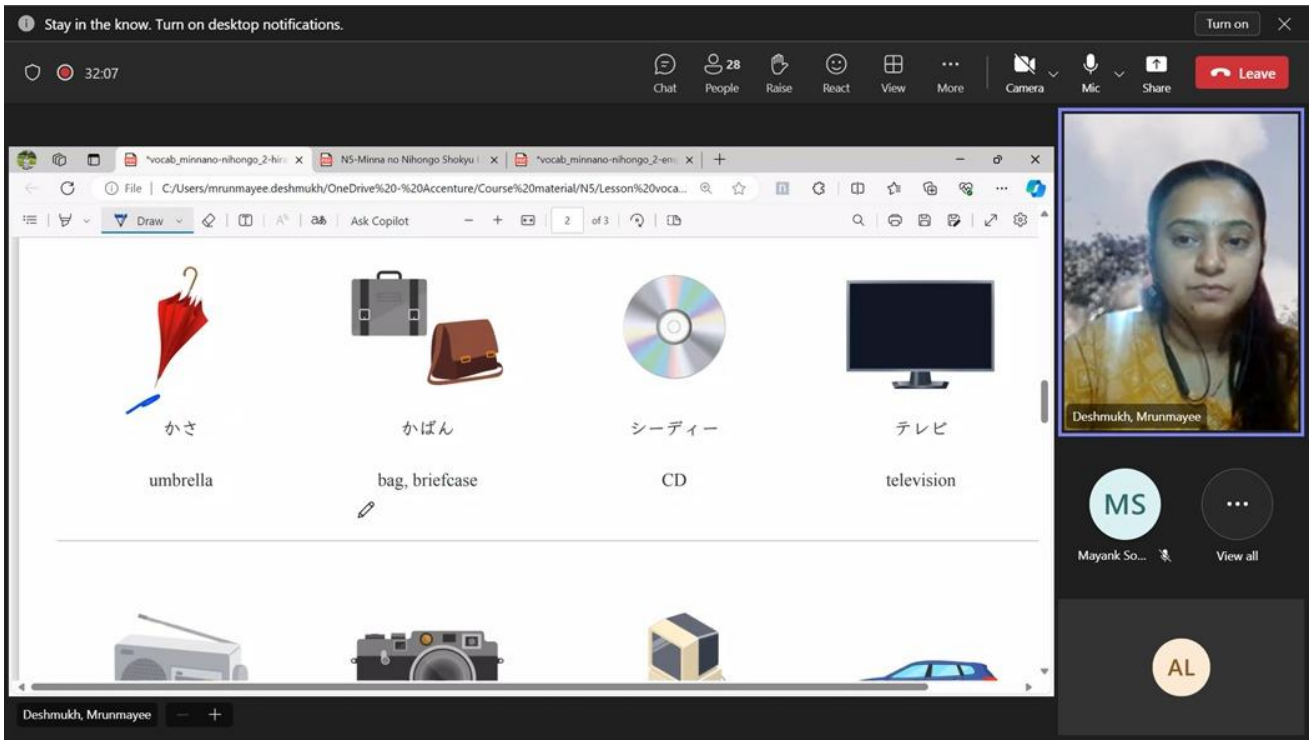 Stay in the know. Turn on desktop notifications.
Turn on
32:07
28
Chat People Raise React View More Camera Mic Share Leave
*vocab_minnano-nihongo_2-hir
N5-Minna no Nihongo Shokyu
*vocab_minnano-nihongo_2-en
File C:/Users/mrunmayee.deshmukh/OneDrive%20-%20Accenture/Course%20material/N5/Lesson%20voca...
Draw Ask Copilot 2 of 3
かさ かばん シーディー テレビ
umbrella bag, briefcase CD television
Deshmukh, Mrunmayee
MS
Mayank So...
View all
AL
Deshmukh, Mrunmayee